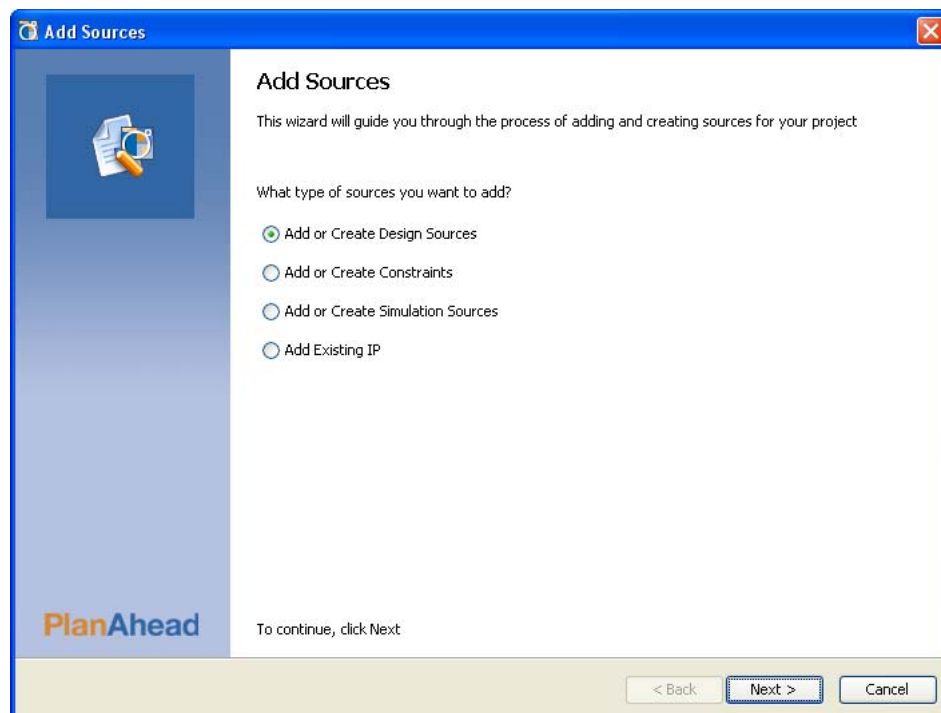 Add Sources
Add Sources
This wizard will guide you through the process of adding and creating sources for your project
What type of sources you want to add?
Add or Create Design Sources
Add or Create Constraints
Add or Create Simulation Sources
Add Existing IP
PlanAhead
To continue, click Next
< Back
Next >
Cancel